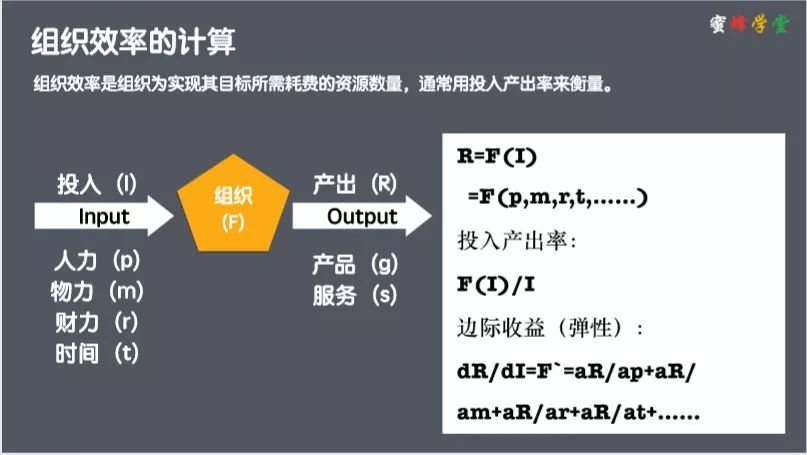 蜜蜂学堂
组织效率的计算
组织效率是组织为实现其目标所需耗费的资源数量，通常用投入产出率来衡量。
投入（I）
Input
人力（p）
物力（m）
财力（r）
时间（t）
组织
（F）
产出（R）
Output
产品（g）
服务（s）
R=F(I)
=F(p,m,r,t,……)
投入产出率：
F(I)/I
边际收益（弹性）：
dR/dI=F`=aR/ap+aR/
am+aR/ar+aR/at+……